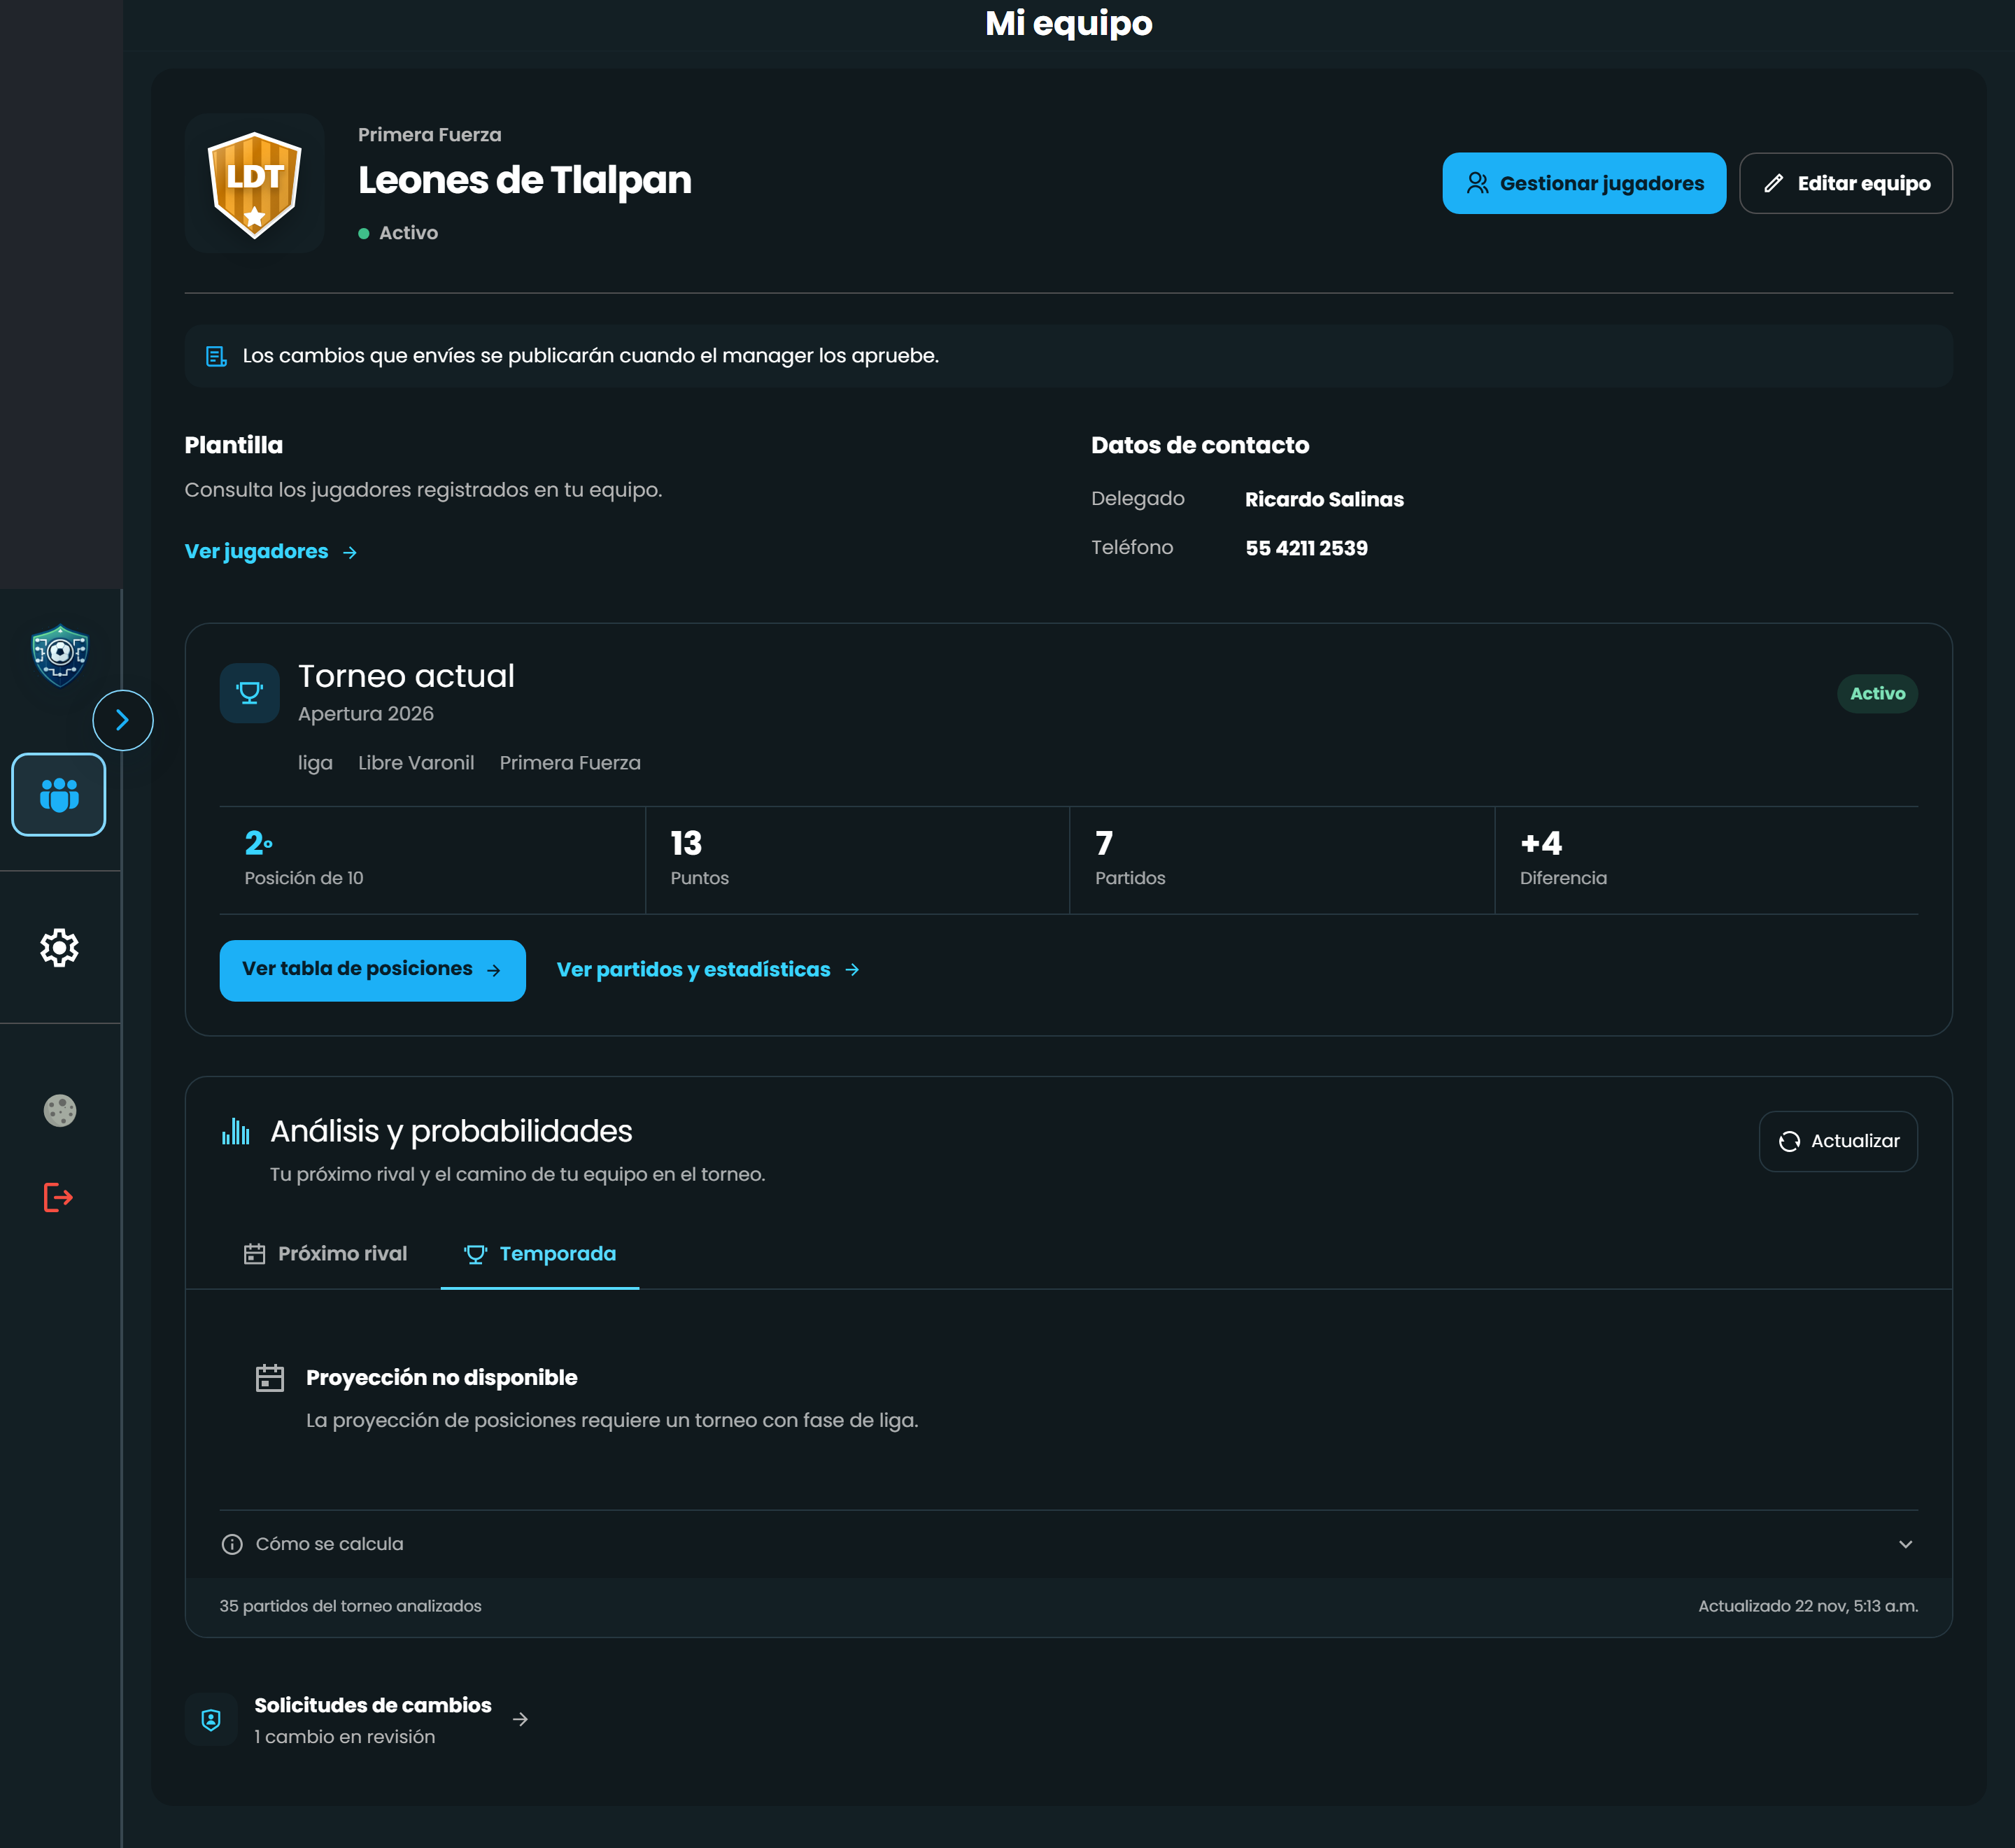 Mi equipo
LDT
Primera Fuerza
Leones de Tlalpan
Activo
Gestionar jugadores
Editar equipo
Los cambios que envíes se publicarán cuando el manager los apruebe.
Plantilla
Consulta los jugadores registrados en tu equipo.
Ver jugadores →
Datos de contacto
Delegado Ricardo Salinas
Teléfono 55 4211 2539
Torneo actual
Apertura 2026
Activo
liga Libre Varonil Primera Fuerza
2º
Posición de 10
13
Puntos
7
Partidos
+4
Diferencia
Ver tabla de posiciones →
Ver partidos y estadísticas →
Análisis y probabilidades
Tu próximo rival y el camino de tu equipo en el torneo.
Actualizar
Próximo rival
Temporada
Proyección no disponible
La proyección de posiciones requiere un torneo con fase de liga.
Cómo se calcula
35 partidos del torneo analizados
Actualizado 22 nov, 5:13 a.m.
Solicitudes de cambios
1 cambio en revisión